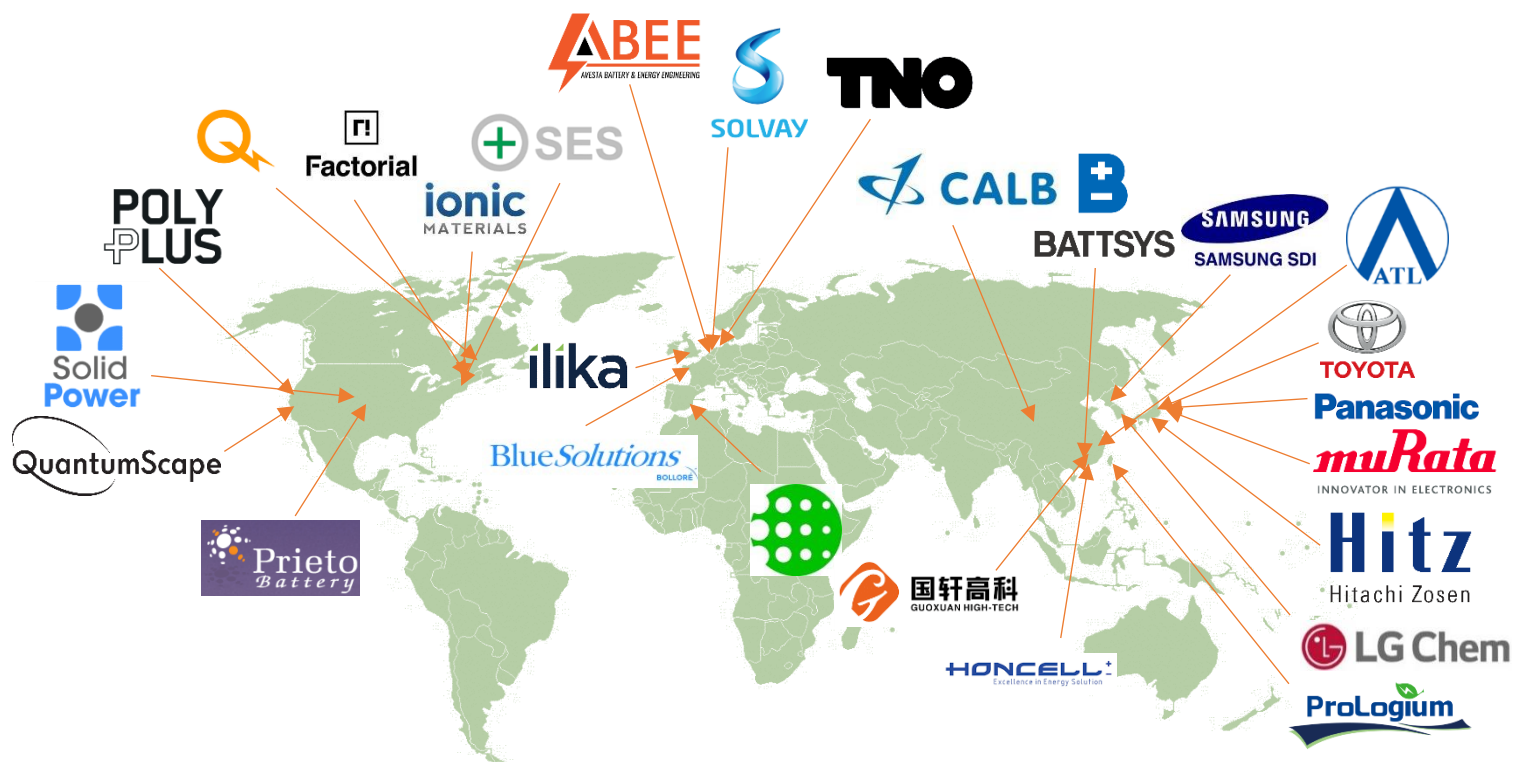 ABEE
AVESTA BATTERY & ENERGY ENGINEERING
SOLVAY
TNO
Q
Factorial
SES
ionic
MATERIALS
POLY
PLUS
CALB
B
BATTSYS
SAMSUNG
SAMSUNG SDI
ATL
Solid
Power
ilika
TOYOTA
Panasonic
QuantumScape
BlueSolutions
BOLLORÉ
muRata
INNOVATOR IN ELECTRONICS
Prieto
Battery
Hitz
Hitachi Zosen
国轩高科
GUOXUAN HIGH-TECH
LG Chem
HONCELL
Excellence in Energy Solution
ProLogium